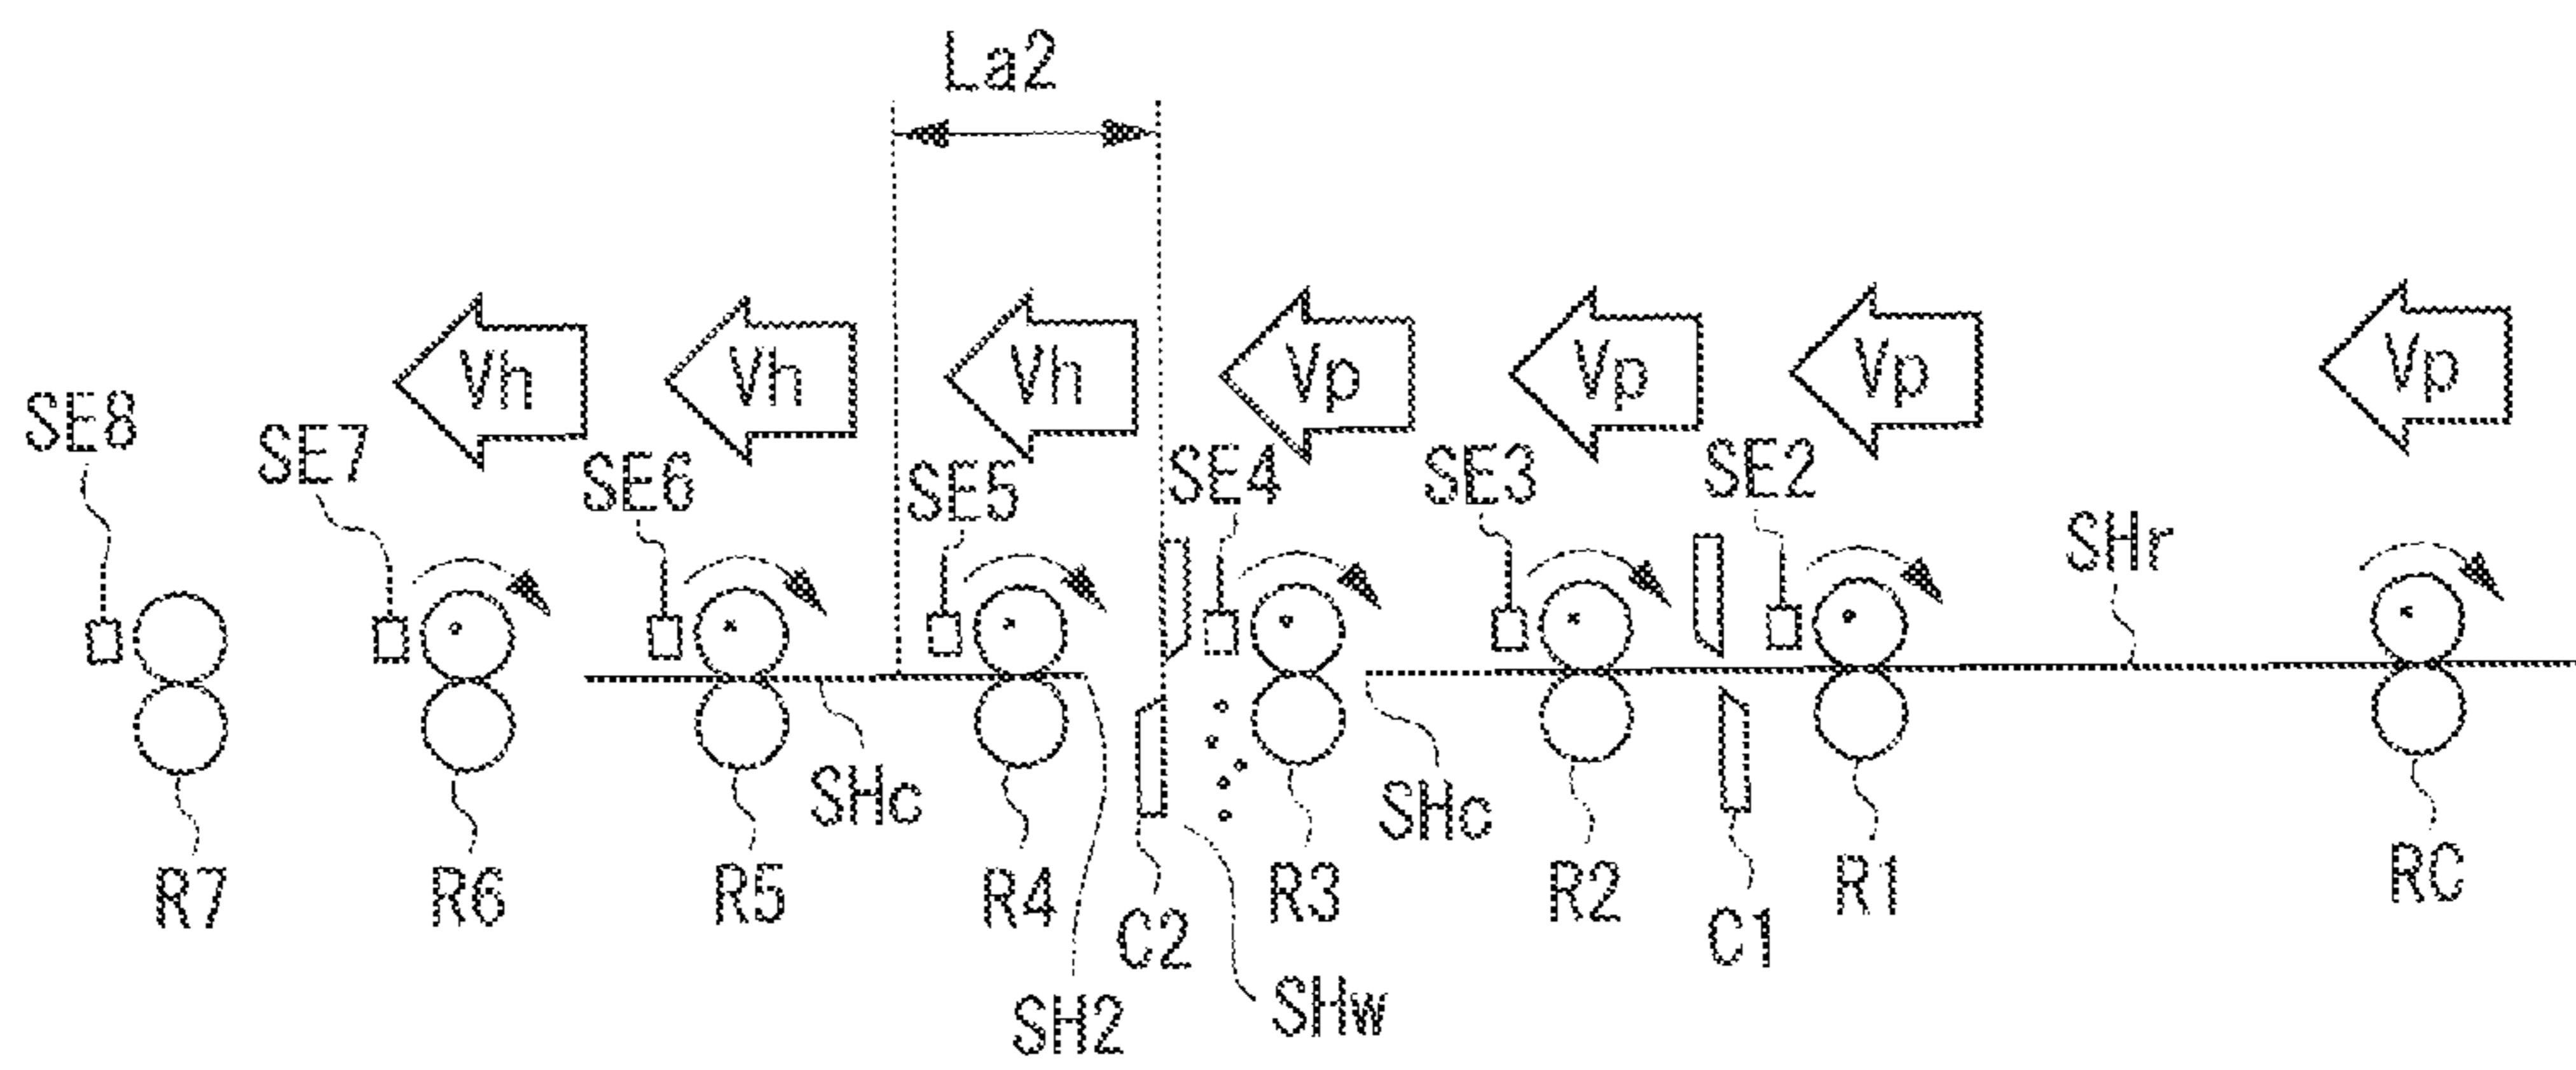 La2
Vh Vh Vh Vp Vp Vp Vp
SE8 SE7 SE6 SE5 SE4 SE3 SE2 SHr
SHc SHc
R7 R6 R5 R4 C2 R3 R2 C1 R1 RC
SH2 SHw